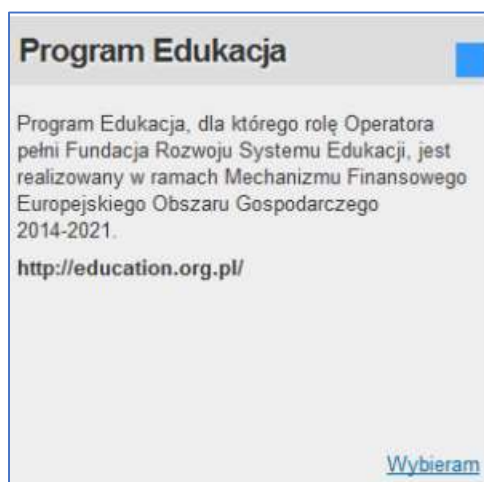 Program Edukacja
Program Edukacja, dla którego rolę Operatora
pełni Fundacja Rozwoju Systemu Edukacji, jest
realizowany w ramach Mechanizmu Finansowego
Europejskiego Obszaru Gospodarczego
2014-2021.
http://education.org.pl/
Wybieram